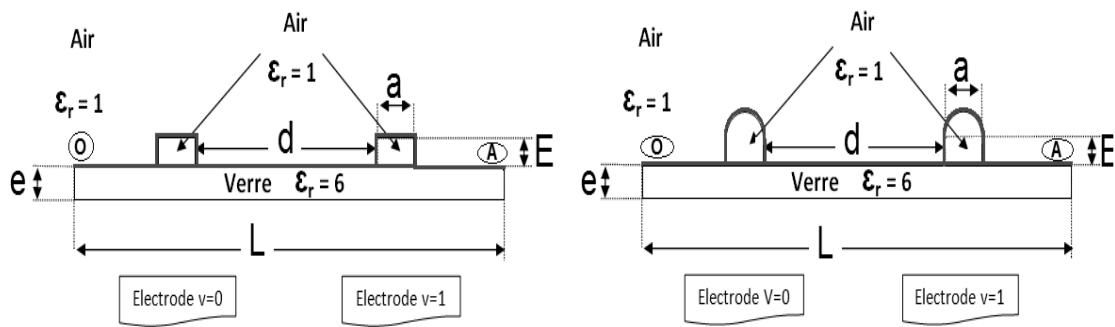 Air
Air
εr = 1
a
εr = 1
O
d
A
E
e
Verre εr = 6
L
Electrode v=0
Electrode v=1
Air
Air
εr = 1
a
εr = 1
O
d
A
E
e
Verre εr = 6
L
Electrode V=0
Electrode v=1